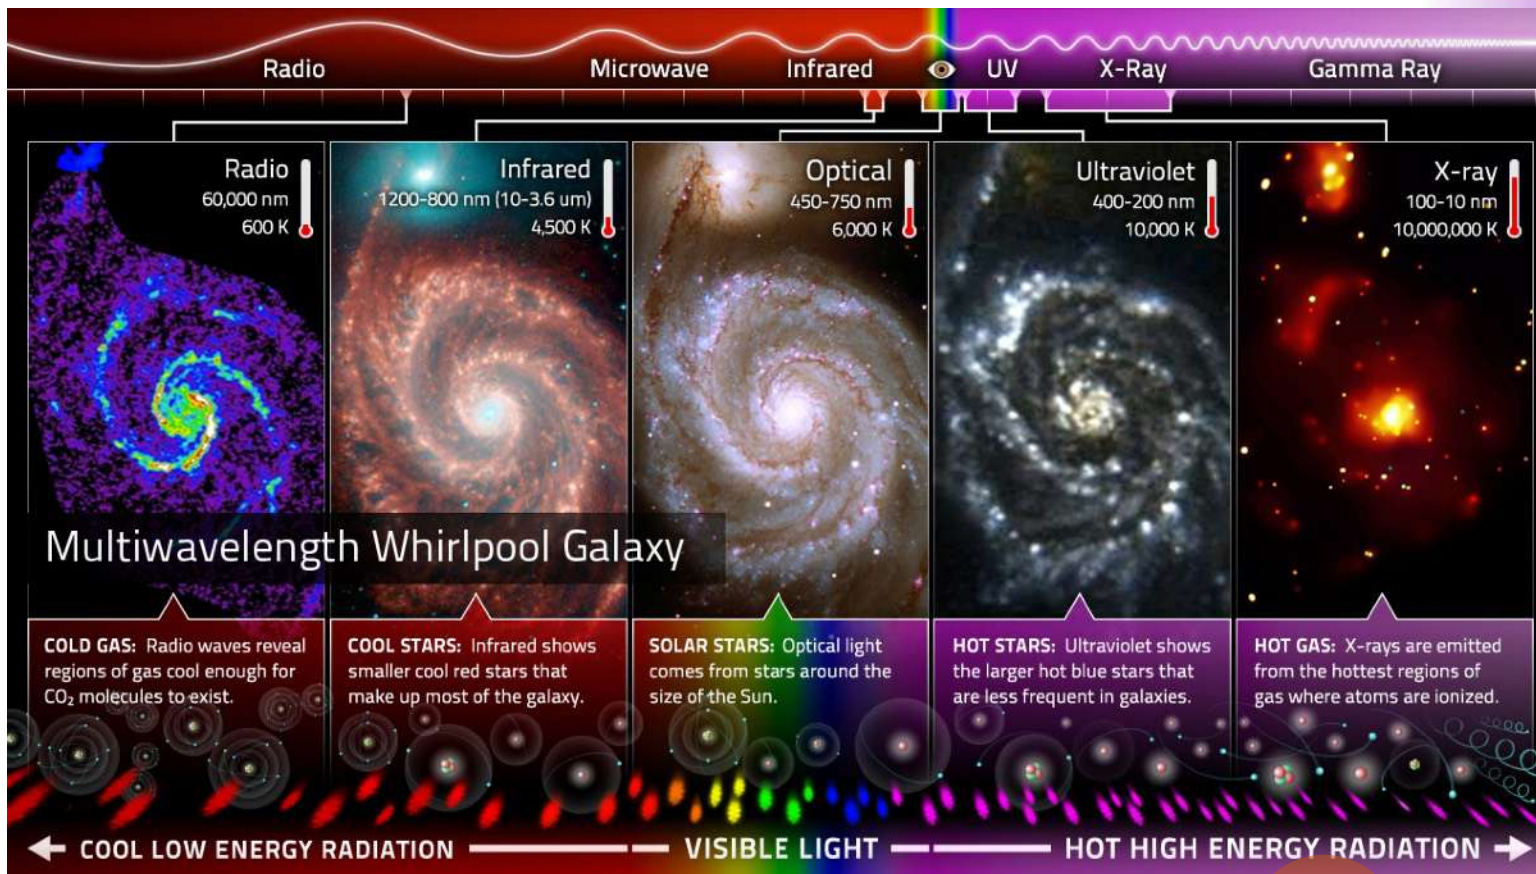 Radio
Microwave
Infrared
UV
X-Ray
Gamma Ray
Radio
60,000 nm
600 K
Infrared
1200-800 nm (10-3.6 um)
4,500 K
Optical
450-750 nm
6,000 K
Ultraviolet
400-200 nm
10,000 K
X-ray
100-10 nm
10,000,000 K
Multiwavelength Whirlpool Galaxy
COLD GAS: Radio waves reveal
regions of gas cool enough for
CO₂ molecules to exist.
COOL STARS: Infrared shows
smaller cool red stars that
make up most of the galaxy.
SOLAR STARS: Optical light
comes from stars around the
size of the Sun.
HOT STARS: Ultraviolet shows
the larger hot blue stars that
are less frequent in galaxies.
HOT GAS: X-rays are emitted
from the hottest regions of
gas where atoms are ionized.
COOL LOW ENERGY RADIATION
VISIBLE LIGHT
HOT HIGH ENERGY RADIATION